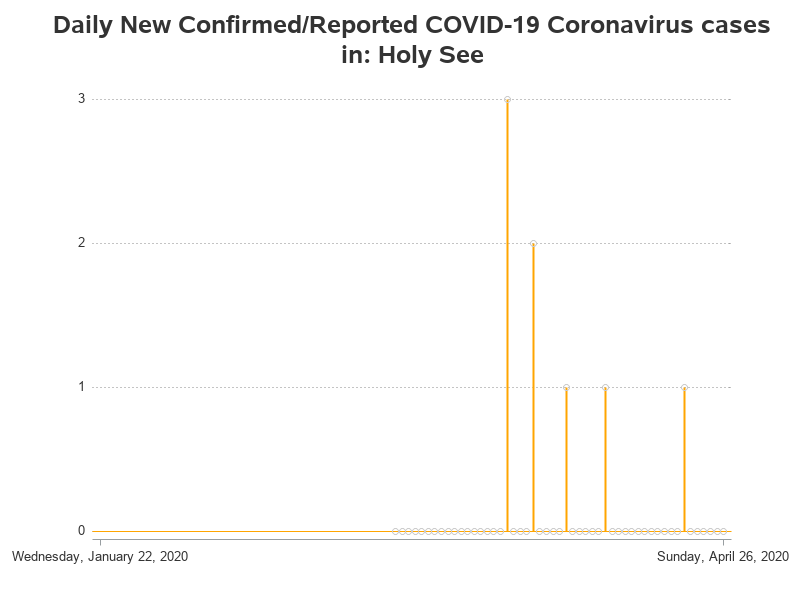 Daily New Confirmed/Reported COVID-19 Coronavirus cases
in: Holy See
3
2
1
0
Wednesday, January 22, 2020
Sunday, April 26, 2020